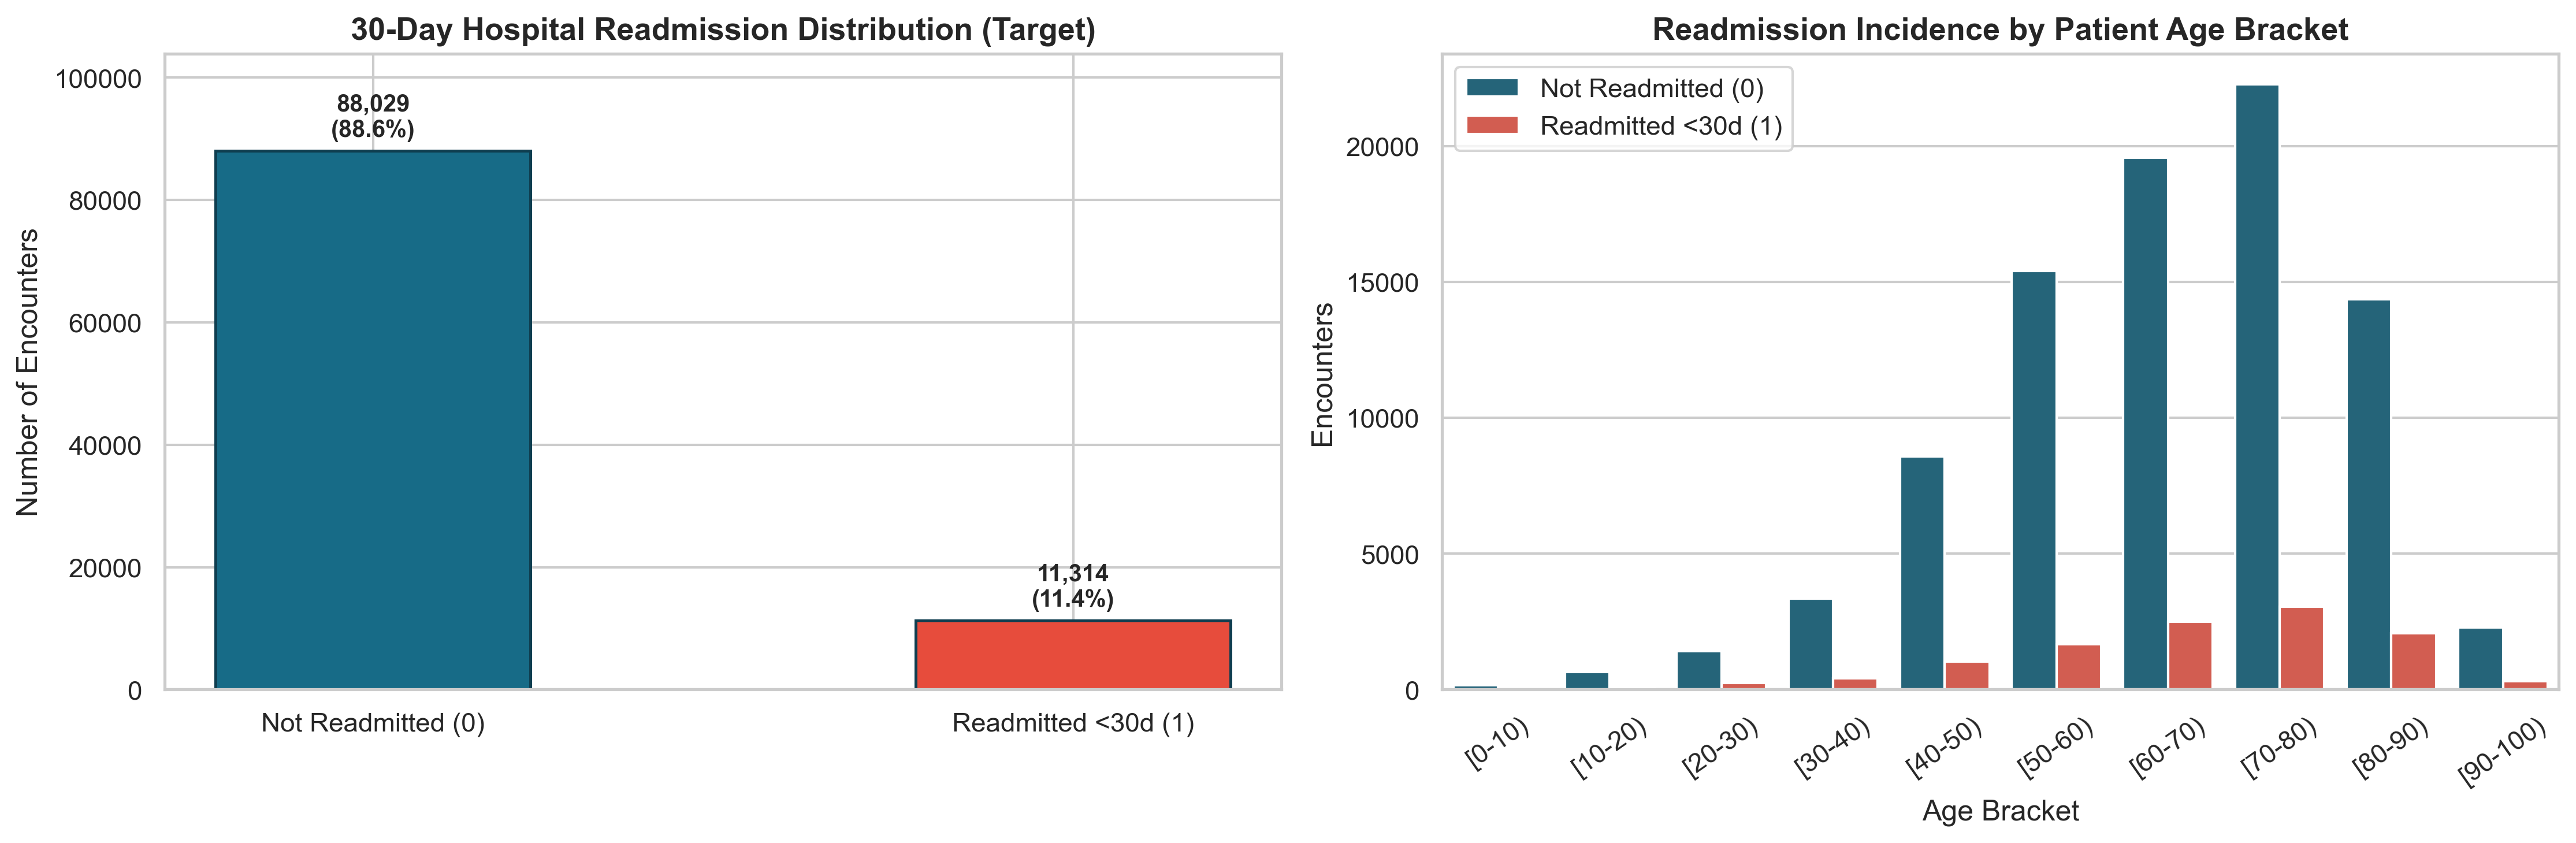 30-Day Hospital Readmission Distribution (Target)
100000
80000
60000
40000
20000
0
Number of Encounters
88,029
(88.6%)
11,314
(11.4%)
Not Readmitted (0)
Readmitted <30d (1)
Readmission Incidence by Patient Age Bracket
Not Readmitted (0)
Readmitted <30d (1)
20000
15000
10000
5000
0
Encounters
[0-10)
[10-20)
[20-30)
[30-40)
[40-50)
[50-60)
[60-70)
[70-80)
[80-90)
[90-100)
Age Bracket